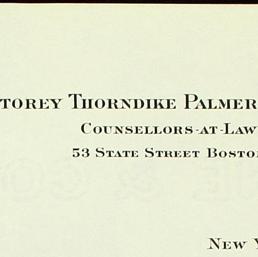 TOREY THORNDIKE PALMER
COUNSELLORS-AT-LAW
53 STATE STREET BOSTO
NEW